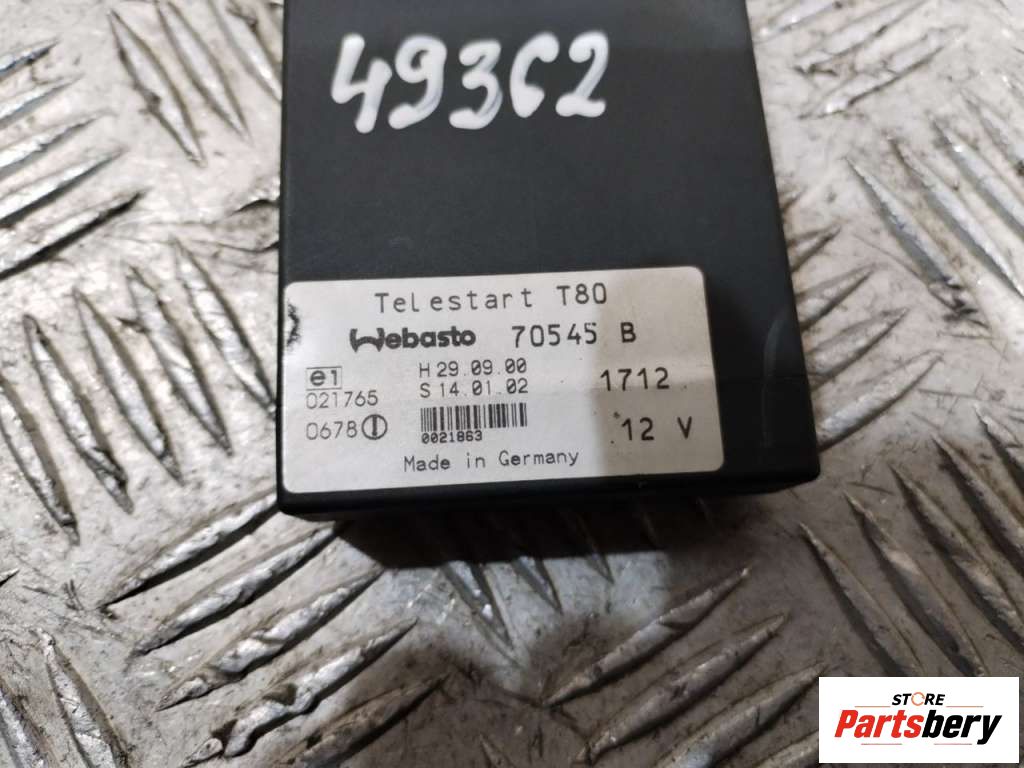 49362
Telestart T80
Webasto 70545 B
e1 H 29.09.00
021765 S 14.01.02 1712
0678 12 V
0021863
Made in Germany
STORE
Partsbery